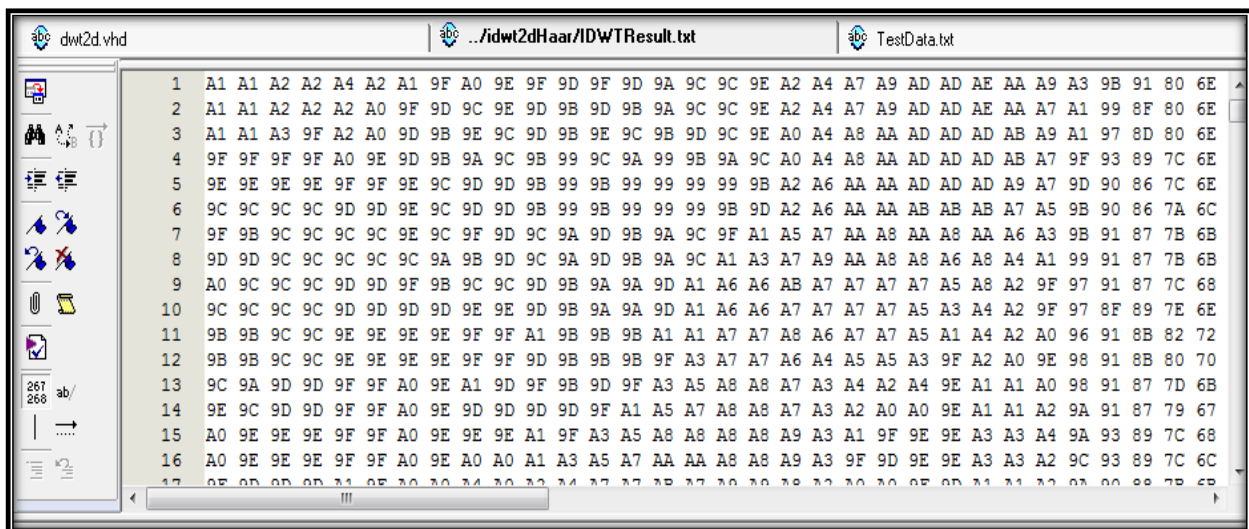 dwt2d.vhd ../idwt2dHaar/IDWTResult.txt TestData.txt
1 A1 A1 A2 A2 A4 A2 A1 9F A0 9E 9F 9D 9F 9D 9A 9C 9C 9E A2 A4 A7 A9 AD AD AE AA A9 A3 9B 91 80 6E
2 A1 A1 A2 A2 A2 A0 9F 9D 9C 9E 9D 9B 9D 9B 9A 9C 9C 9E A2 A4 A7 A9 AD AD AE AA A7 A1 99 8F 80 6E
3 A1 A1 A3 9F A2 A0 9D 9B 9E 9C 9D 9B 9E 9C 9B 9D 9C 9E A0 A4 A8 AA AD AD AD AB A9 A1 97 8D 80 6E
4 9F 9F 9F 9F A0 9E 9D 9B 9A 9C 9B 99 9C 9A 99 9B 9A 9C A0 A4 A8 AA AD AD AD AB A7 9F 93 89 7C 6E
5 9E 9E 9E 9E 9F 9F 9E 9C 9D 9D 9B 99 9B 99 99 99 99 9B A2 A6 AA AA AD AD AD A9 A7 9D 90 86 7C 6E
6 9C 9C 9C 9C 9D 9D 9E 9C 9D 9D 9B 99 9B 99 99 99 9B 9D A2 A6 AA AA AB AB AB A7 A5 9B 90 86 7A 6C
7 9F 9B 9C 9C 9C 9C 9E 9C 9F 9D 9C 9A 9D 9B 9A 9C 9F A1 A5 A7 AA A8 AA A8 AA A6 A3 9B 91 87 7B 6B
8 9D 9D 9C 9C 9C 9C 9C 9A 9B 9D 9C 9A 9D 9B 9A 9C A1 A3 A7 A9 AA A8 A8 A6 A8 A4 A1 99 91 87 7B 6B
9 A0 9C 9C 9C 9D 9D 9F 9B 9C 9C 9D 9B 9D 9B 9A 9A 9D A1 A6 A6 AB A7 A7 A7 A7 A5 A8 A2 9F 97 91 87 7C 68
10 9C 9C 9C 9C 9D 9D 9D 9D 9E 9E 9D 9B 9A 9A 9D A1 A6 A6 A7 A7 A7 A7 A5 A3 A4 A2 9F 97 8F 89 7E 6E
11 9B 9B 9C 9C 9E 9E 9E 9E 9F 9F A1 9B 9B 9B A1 A1 A7 A7 A8 A6 A7 A7 A5 A1 A4 A2 A0 96 91 8B 82 72
12 9B 9B 9C 9C 9E 9E 9E 9E 9F 9F 9D 9B 9B 9B 9F A3 A7 A7 A6 A4 A5 A5 A3 9F A2 A0 9E 98 91 8B 80 70
13 9C 9A 9D 9D 9F 9F A0 9E A1 9D 9F 9B 9D 9F A3 A5 A8 A8 A7 A3 A4 A2 A4 9E A1 A1 A0 98 91 87 7D 6B
14 9E 9C 9D 9D 9F 9F A0 9E 9D 9D 9D 9D 9F A1 A5 A7 A8 A8 A7 A3 A2 A0 A0 9E A1 A1 A2 9A 91 87 79 67
15 A0 9E 9E 9E 9F 9F A0 9E 9E 9E A1 9F A3 A5 A8 A8 A8 A8 A9 A3 A1 9F 9E 9E A3 A3 A4 9A 93 89 7C 68
16 A0 9E 9E 9E 9F 9F A0 9E A0 A0 A1 A3 A5 A7 AA AA A8 A8 A9 A3 9F 9D 9E 9E A3 A3 A2 9C 93 89 7C 6C
267
268 ab/